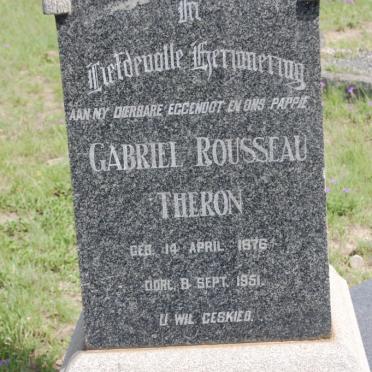 In
Liefdevolle Herinnering
AAN MY DIERBARE EGGENOOT EN ONS PAPPIE
GABRIEL ROUSSEAU
THERON
GEB. 14 APRIL 1876
OORL. 8 SEPT. 1951.
U WIL GESKIED.